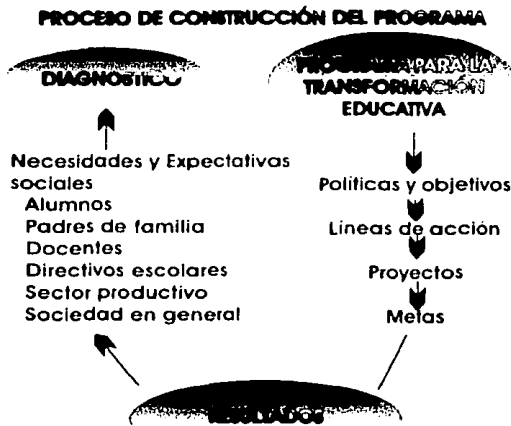 PROCESO DE CONSTRUCCIÓN DEL PROGRAMA
DIAGNOSTICO
PROGRAMA PARA LA
TRANSFORMACIÓN
EDUCATIVA
Necesidades y Expectativas
sociales
Alumnos
Padres de familia
Docentes
Directivos escolares
Sector productivo
Sociedad en general
Políticas y objetivos
Líneas de acción
Proyectos
Metas
RESULTADOS